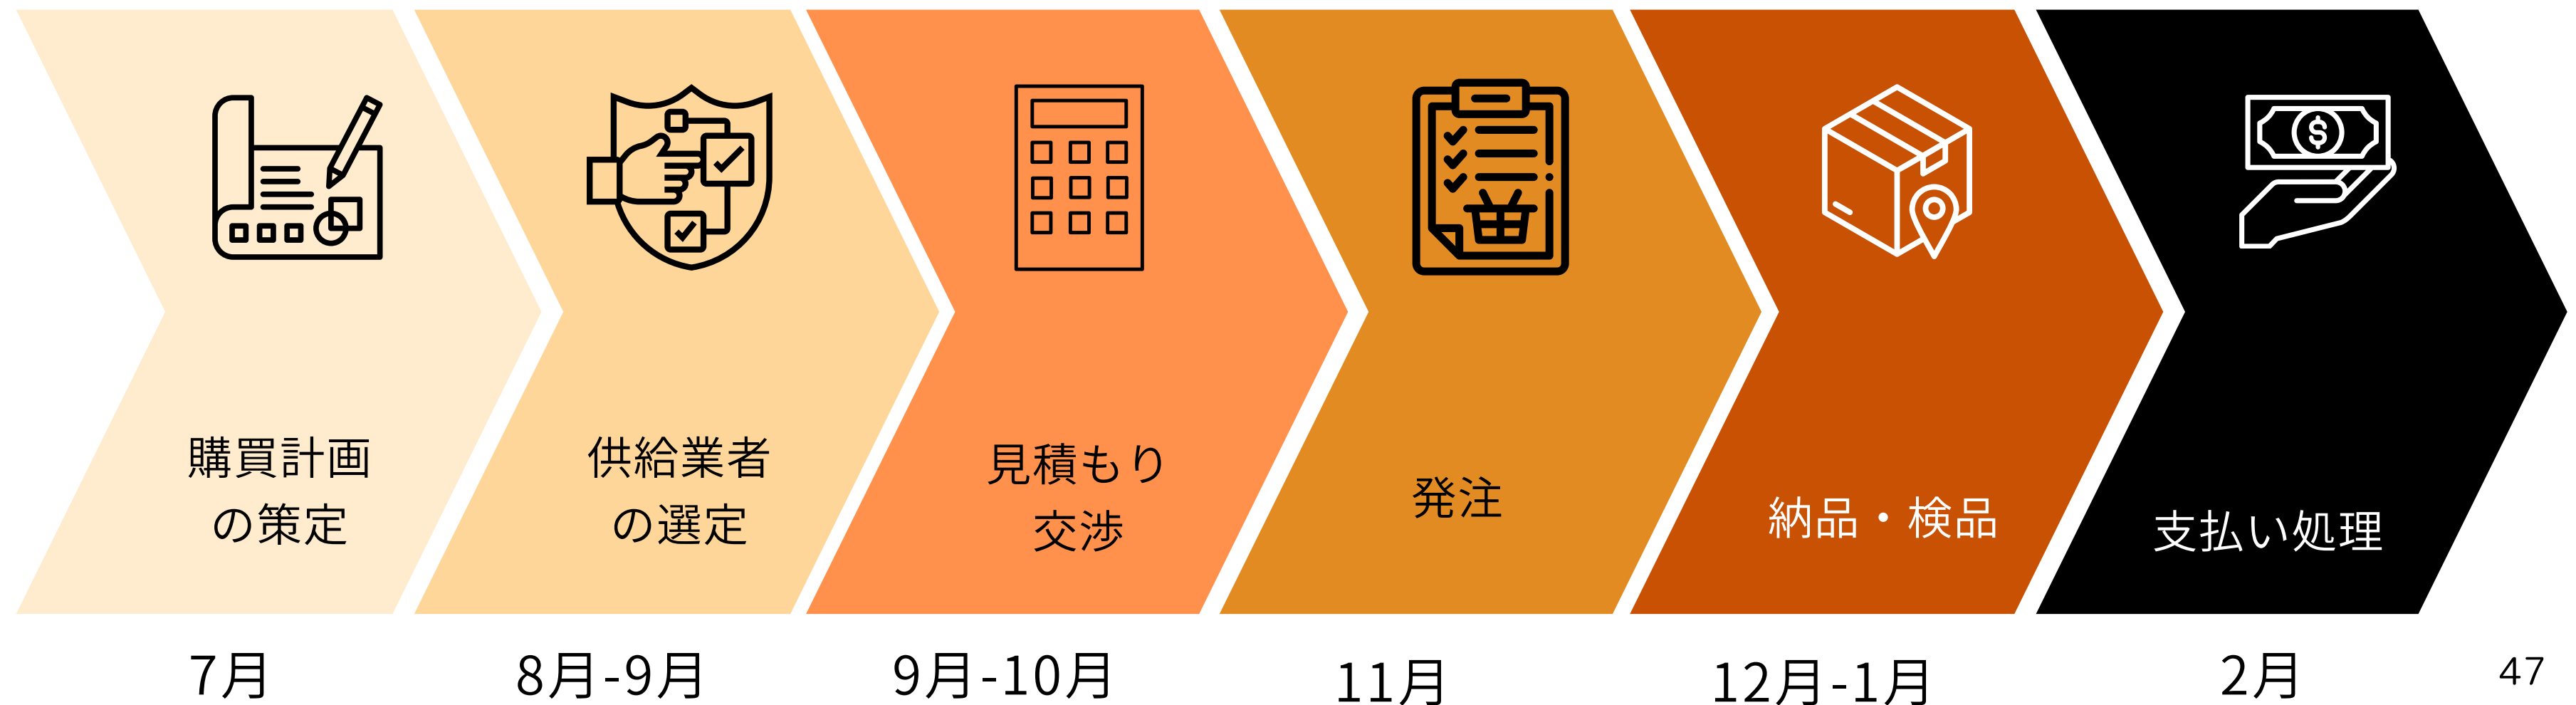 購買計画
の策定
供給業者
の選定
見積もり
交渉
発注
納品・検品
支払い処理
7月
8月-9月
9月-10月
11月
12月-1月
2月
47